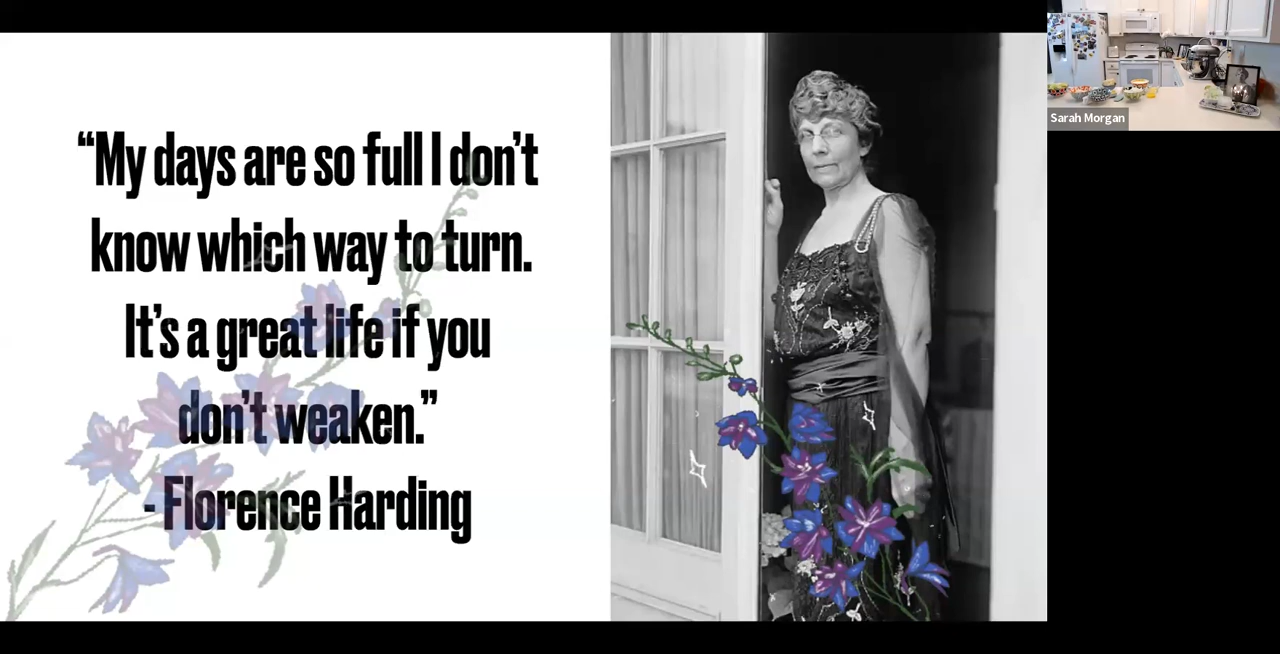 “My days are so full I don’t
know which way to turn.
It’s a great life if you
don’t weaken.”
- Florence Harding
Sarah Morgan